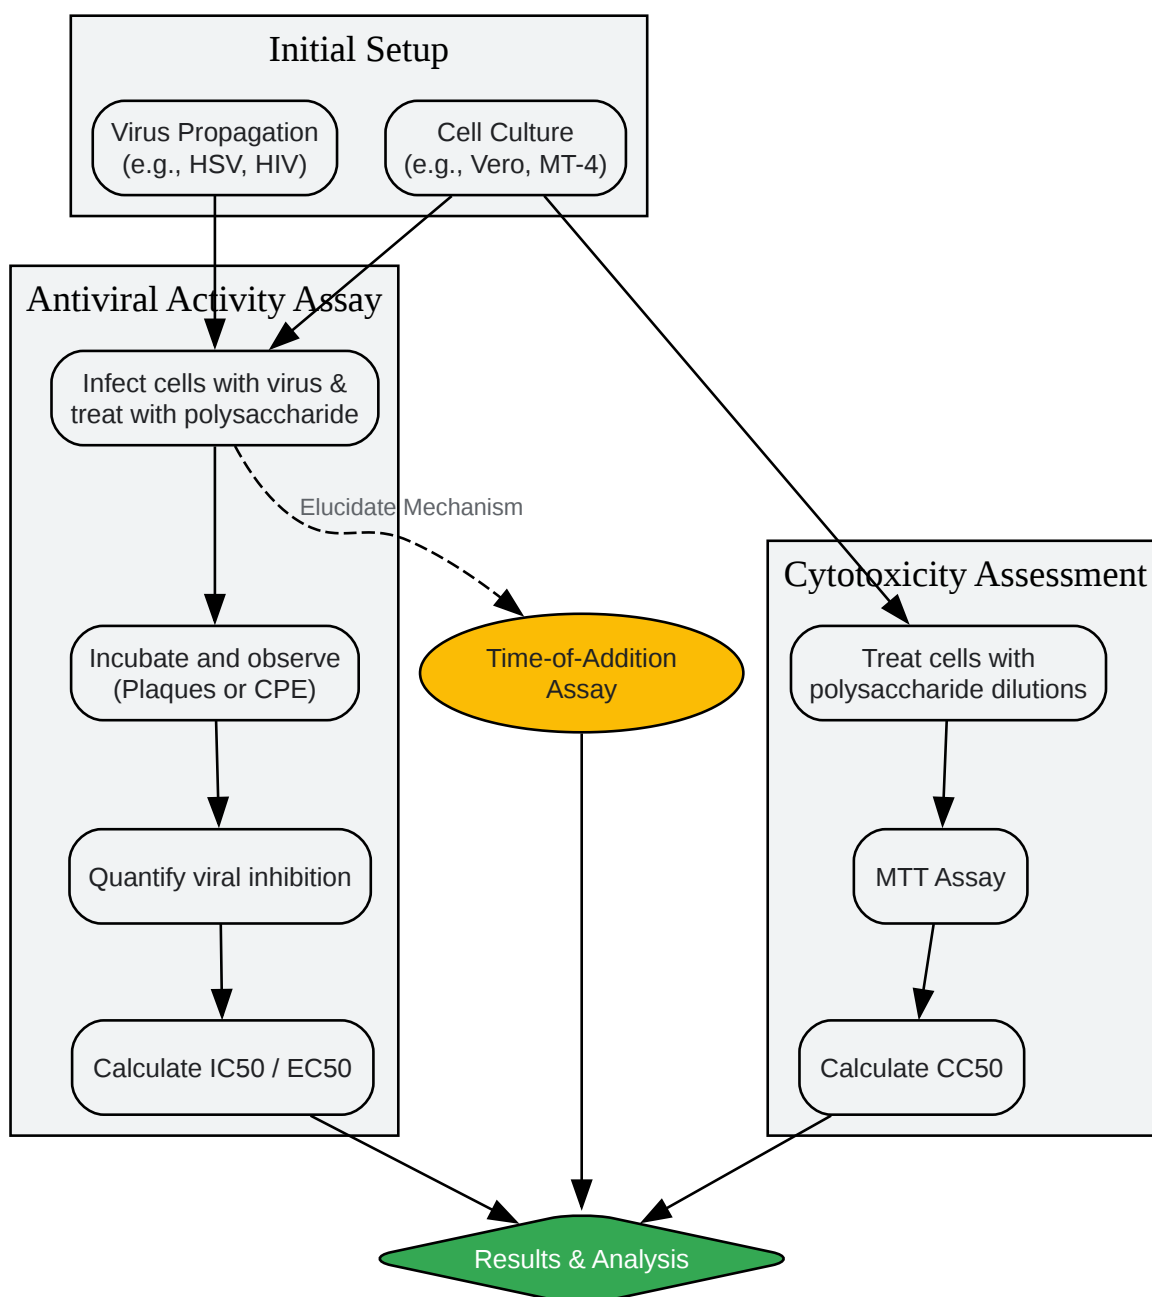 Initial Setup
Virus Propagation
(e.g., HSV, HIV)
Cell Culture
(e.g., Vero, MT-4)
Antiviral Activity Assay
Infect cells with virus &
treat with polysaccharide
Elucidate Mechanism
Incubate and observe
(Plaques or CPE)
Quantify viral inhibition
Calculate IC50 / EC50
Time-of-Addition
Assay
Cytotoxicity Assessment
Treat cells with
polysaccharide dilutions
MTT Assay
Calculate CC50
Results & Analysis